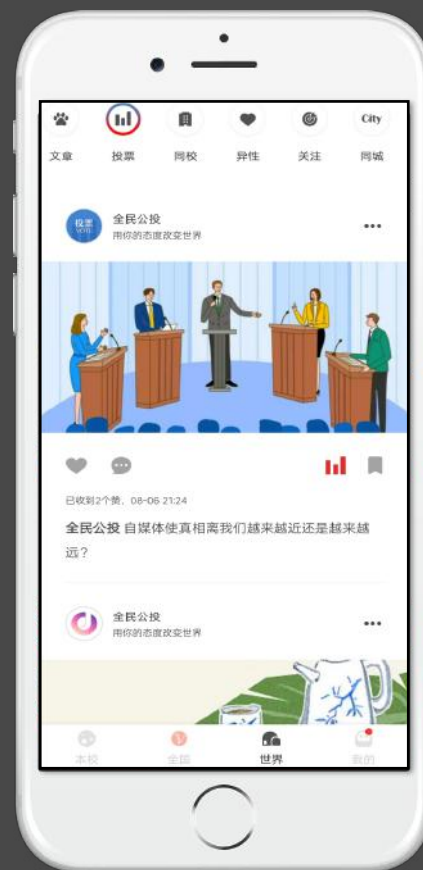 City
文章
投票
同校
异性
关注
同城
投票
VOTE
全民公投
用你的态度改变世界
已收到2个赞，08-06 21:24
全民公投 自媒体使真相离我们越来越近还是越来越
远？
全民公投
用你的态度改变世界
本校
全国
世界
我的